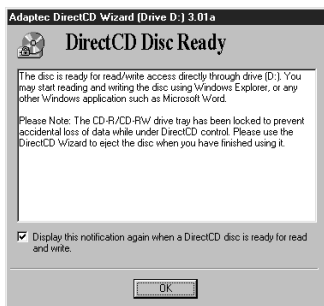 Adaptec DirectCD Wizard (Drive D:) 3.01a
DirectCD Disc Ready
The disc is ready for read/write access directly through drive (D:). You
may start reading and writing the disc using Windows Explorer, or any
other Windows application such as Microsoft Word.
Please Note: The CD-R/CD-RW drive tray has been locked to prevent
accidental loss of data while under DirectCD control. Please use the
DirectCD Wizard to eject the disc when you have finished using it.
Display this notification again when a DirectCD disc is ready for read
and write.
OK